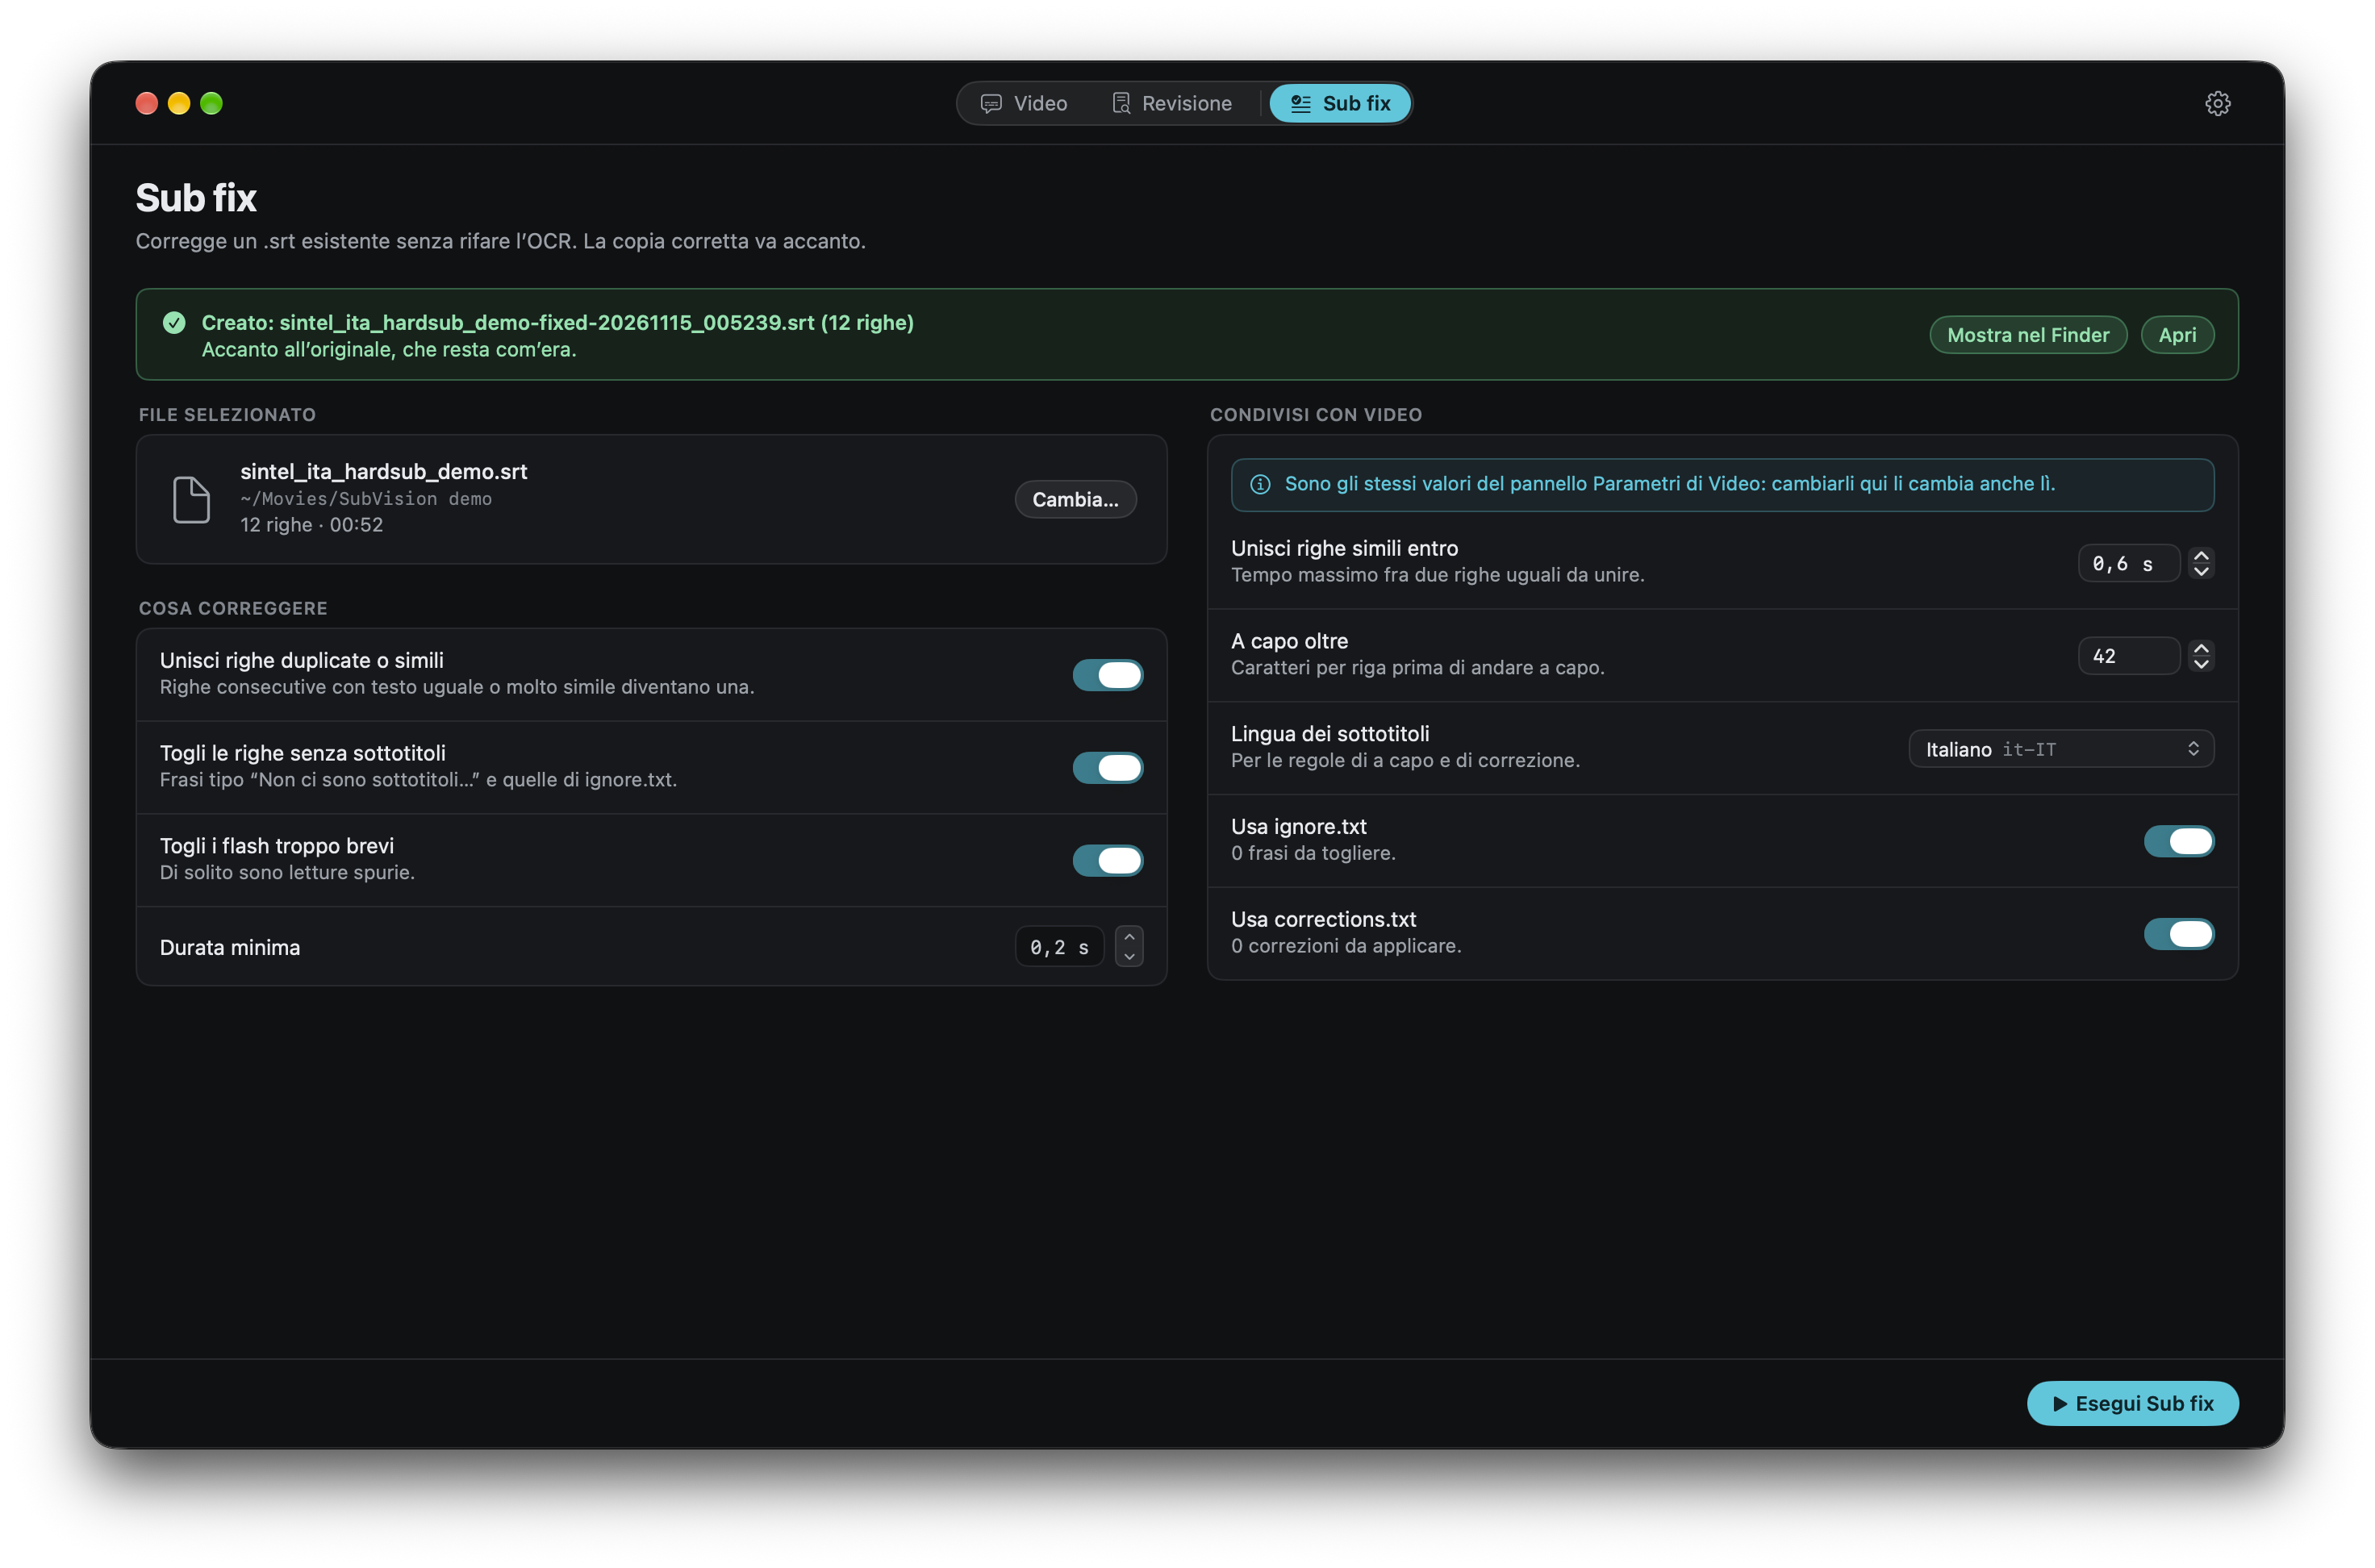 Video
Revisione
Sub fix
Sub fix
Corregge un .srt esistente senza rifare l’OCR. La copia corretta va accanto.
Creato: sintel_ita_hardsub_demo-fixed-20261115_005239.srt (12 righe)
Accanto all’originale, che resta com’era.
Mostra nel Finder
Apri
FILE SELEZIONATO
sintel_ita_hardsub_demo.srt
~/Movies/SubVision demo
12 righe · 00:52
Cambia…
COSA CORREGGERE
Unisci righe duplicate o simili
Righe consecutive con testo uguale o molto simile diventano una.
Togli le righe senza sottotitoli
Frasi tipo “Non ci sono sottotitoli…” e quelle di ignore.txt.
Togli i flash troppo brevi
Di solito sono letture spurie.
Durata minima
0,2 s
CONDIVISI CON VIDEO
Sono gli stessi valori del pannello Parametri di Video: cambiarli qui li cambia anche lì.
Unisci righe simili entro
Tempo massimo fra due righe uguali da unire.
0,6 s
A capo oltre
Caratteri per riga prima di andare a capo.
42
Lingua dei sottotitoli
Per le regole di a capo e di correzione.
Italiano it-IT
Usa ignore.txt
0 frasi da togliere.
Usa corrections.txt
0 correzioni da applicare.
Esegui Sub fix